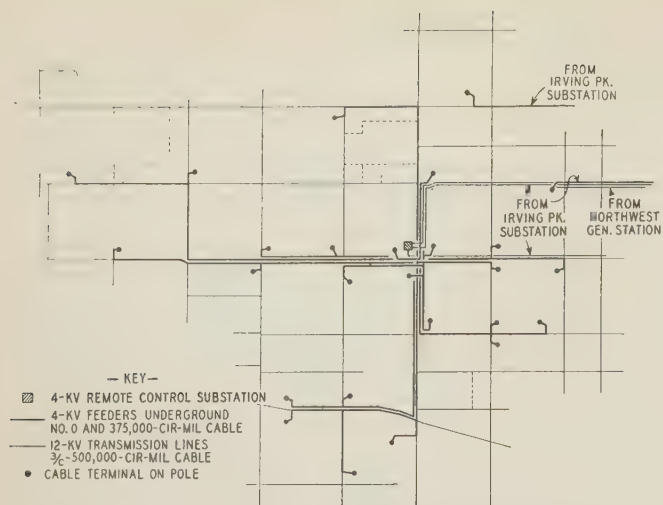 FROM
IRVING PK.
SUBSTATION
FROM
IRVING PK.
SUBSTATION
FROM
NORTHWEST
GEN. STATION
—KEY—
4-KV REMOTE CONTROL SUBSTATION
4-KV FEEDERS UNDERGROUND
NO. 0 AND 375,000-CIR-MIL CABLE
12-KV TRANSMISSION LINES
3/C-500,000-CIR-MIL CABLE
CABLE TERMINAL ON POLE